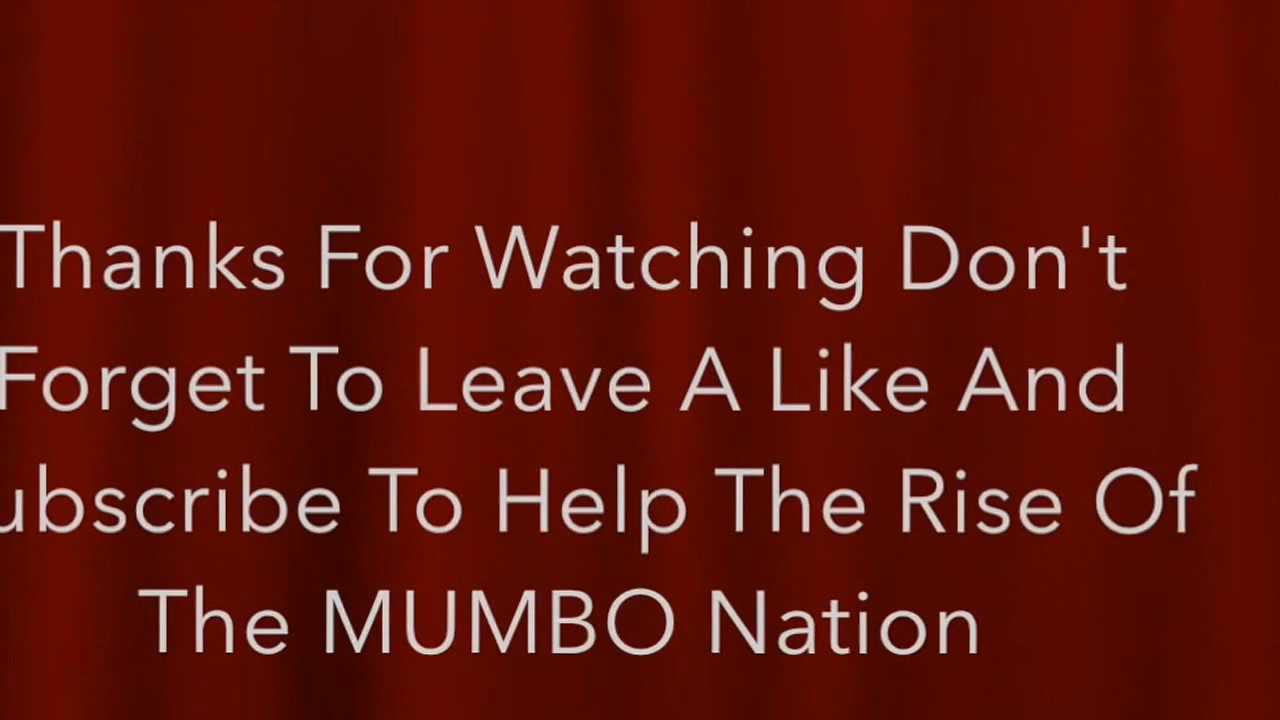 Thanks For Watching Don't
Forget To Leave A Like And
ubscribe To Help The Rise Of
The MUMBO Nation